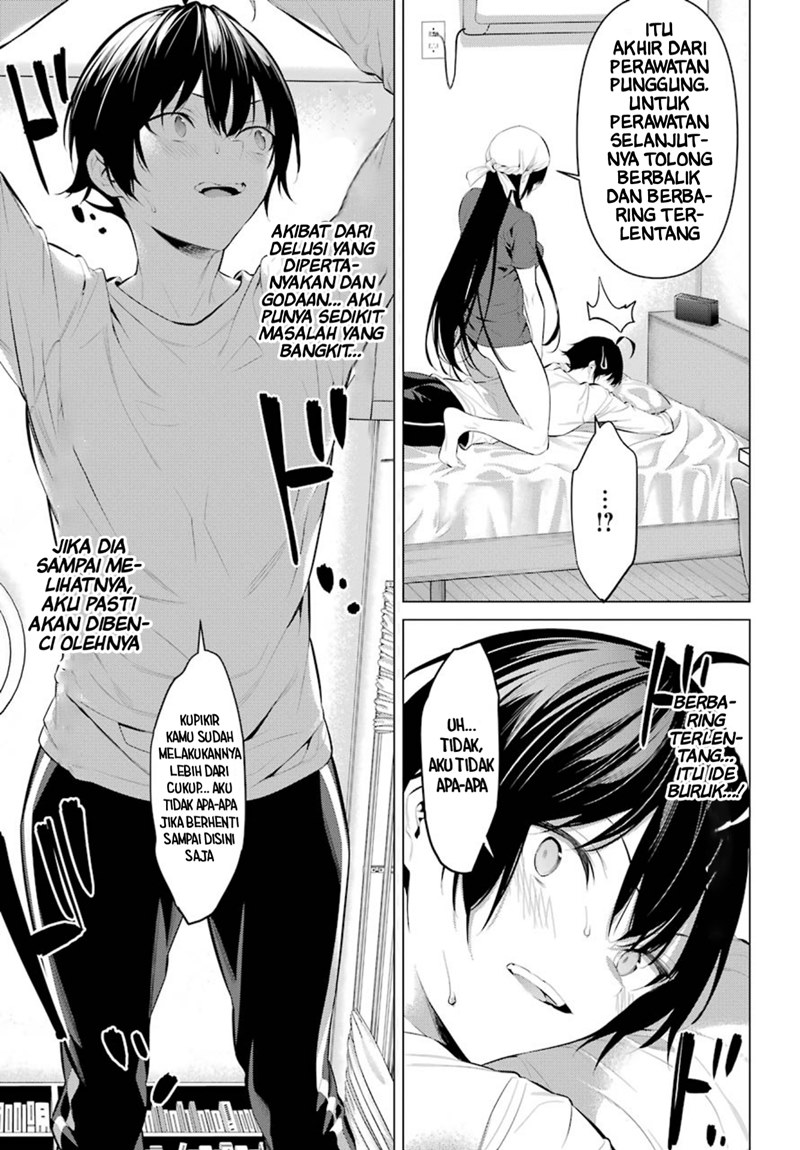 ITU
AKHIR DARI
PERAWATAN
PUNGGUNG.
UNTUK
PERAWATAN
SELANJUT-
NYA TOLONG
BERBALIK
DAN BERBA-
RING TER-
LENTANG
...
!?
BERBA-
RING
TERLEN-
TANG...
ITU IDE
BURUK...!
UH...
TIDAK,
AKU TIDAK
APA-APA
ド
ド
AKIBAT DARI
DELUSI YANG
DIPERTA-
NYAKAN DAN
GODAAN... AKU
PUNYA SEDIKIT
MASALAH YANG
BANGKIT...
ド
ド
JIKA DIA
SAMPAI ME-
LIHATNYA,
AKU PASTI
AKAN DIBEN-
CI OLEHNYA
KUPIKIR
KAMU SUDAH
MELAKUKANNYA
LEBIH DARI
CUKUP... AKU
TIDAK APA-APA
JIKA BERHENTI
SAMPAI DISINI
SAJA
ド